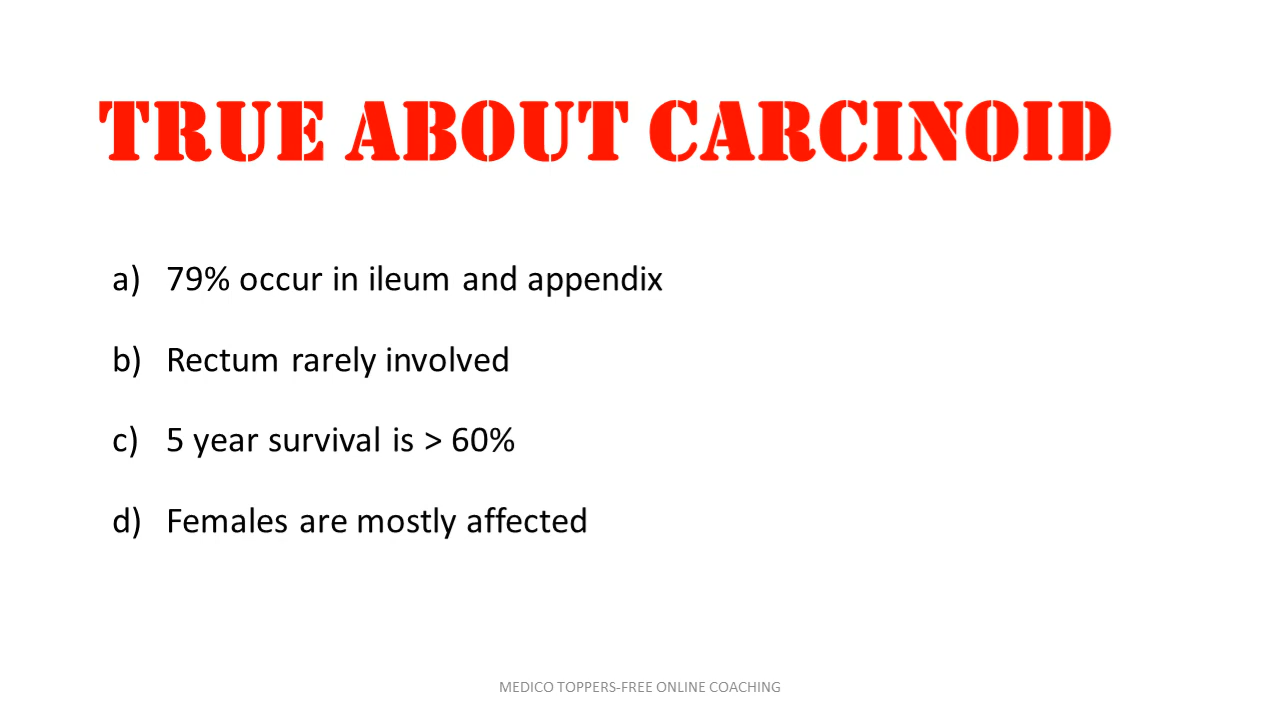 TRUE ABOUT CARCINOID
a) 79% occur in ileum and appendix
b) Rectum rarely involved
c) 5 year survival is > 60%
d) Females are mostly affected
MEDICO TOPPERS-FREE ONLINE COACHING